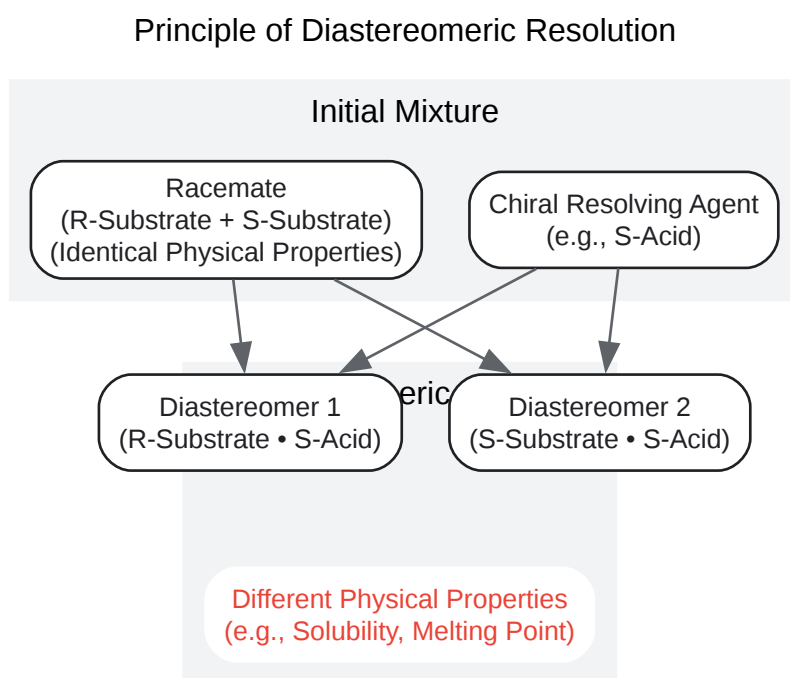 Principle of Diastereomeric Resolution
Initial Mixture
Racemate
(R-Substrate + S-Substrate)
(Identical Physical Properties)
Chiral Resolving Agent
(e.g., S-Acid)
eric
Diastereomer 1
(R-Substrate • S-Acid)
Diastereomer 2
(S-Substrate • S-Acid)
Different Physical Properties
(e.g., Solubility, Melting Point)